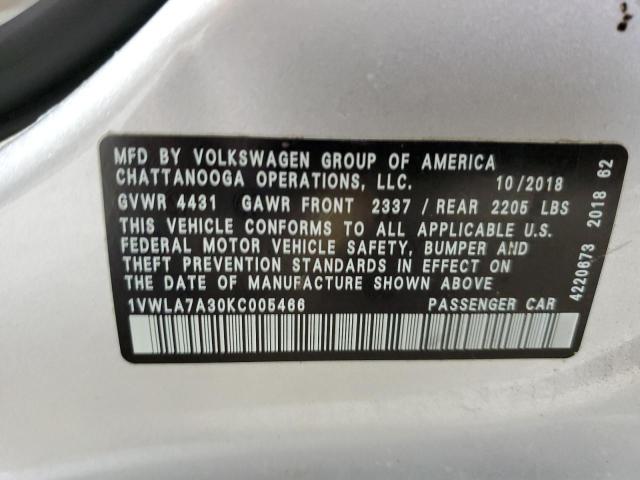 MFD BY VOLKSWAGEN GROUP OF AMERICA
CHATTANOOGA OPERATIONS, LLC. 10/2018
GVWR 4431 GAWR FRONT 2337 / REAR 2205 LBS
THIS VEHICLE CONFORMS TO ALL APPLICABLE U.S.
FEDERAL MOTOR VEHICLE SAFETY, BUMPER AND
THEFT PREVENTION STANDARDS IN EFFECT ON
THE DATE OF MANUFACTURE SHOWN ABOVE
1VWLA7A30KC005466 PASSENGER CAR
4220673 2018 62